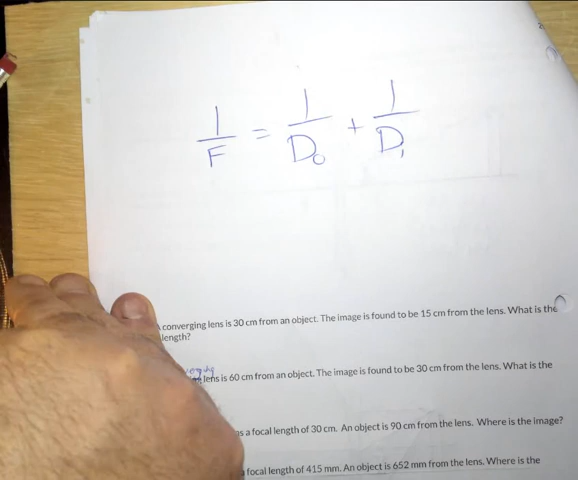 1/F = 1/D₀ + 1/D₁
converging lens is 30 cm from an object. The image is found to be 15 cm from the lens. What is the
length?
lens is 60 cm from an object. The image is found to be 30 cm from the lens. What is the
as a focal length of 30 cm. An object is 90 cm from the lens. Where is the image?
focal length of 415 mm. An object is 652 mm from the lens. Where is the